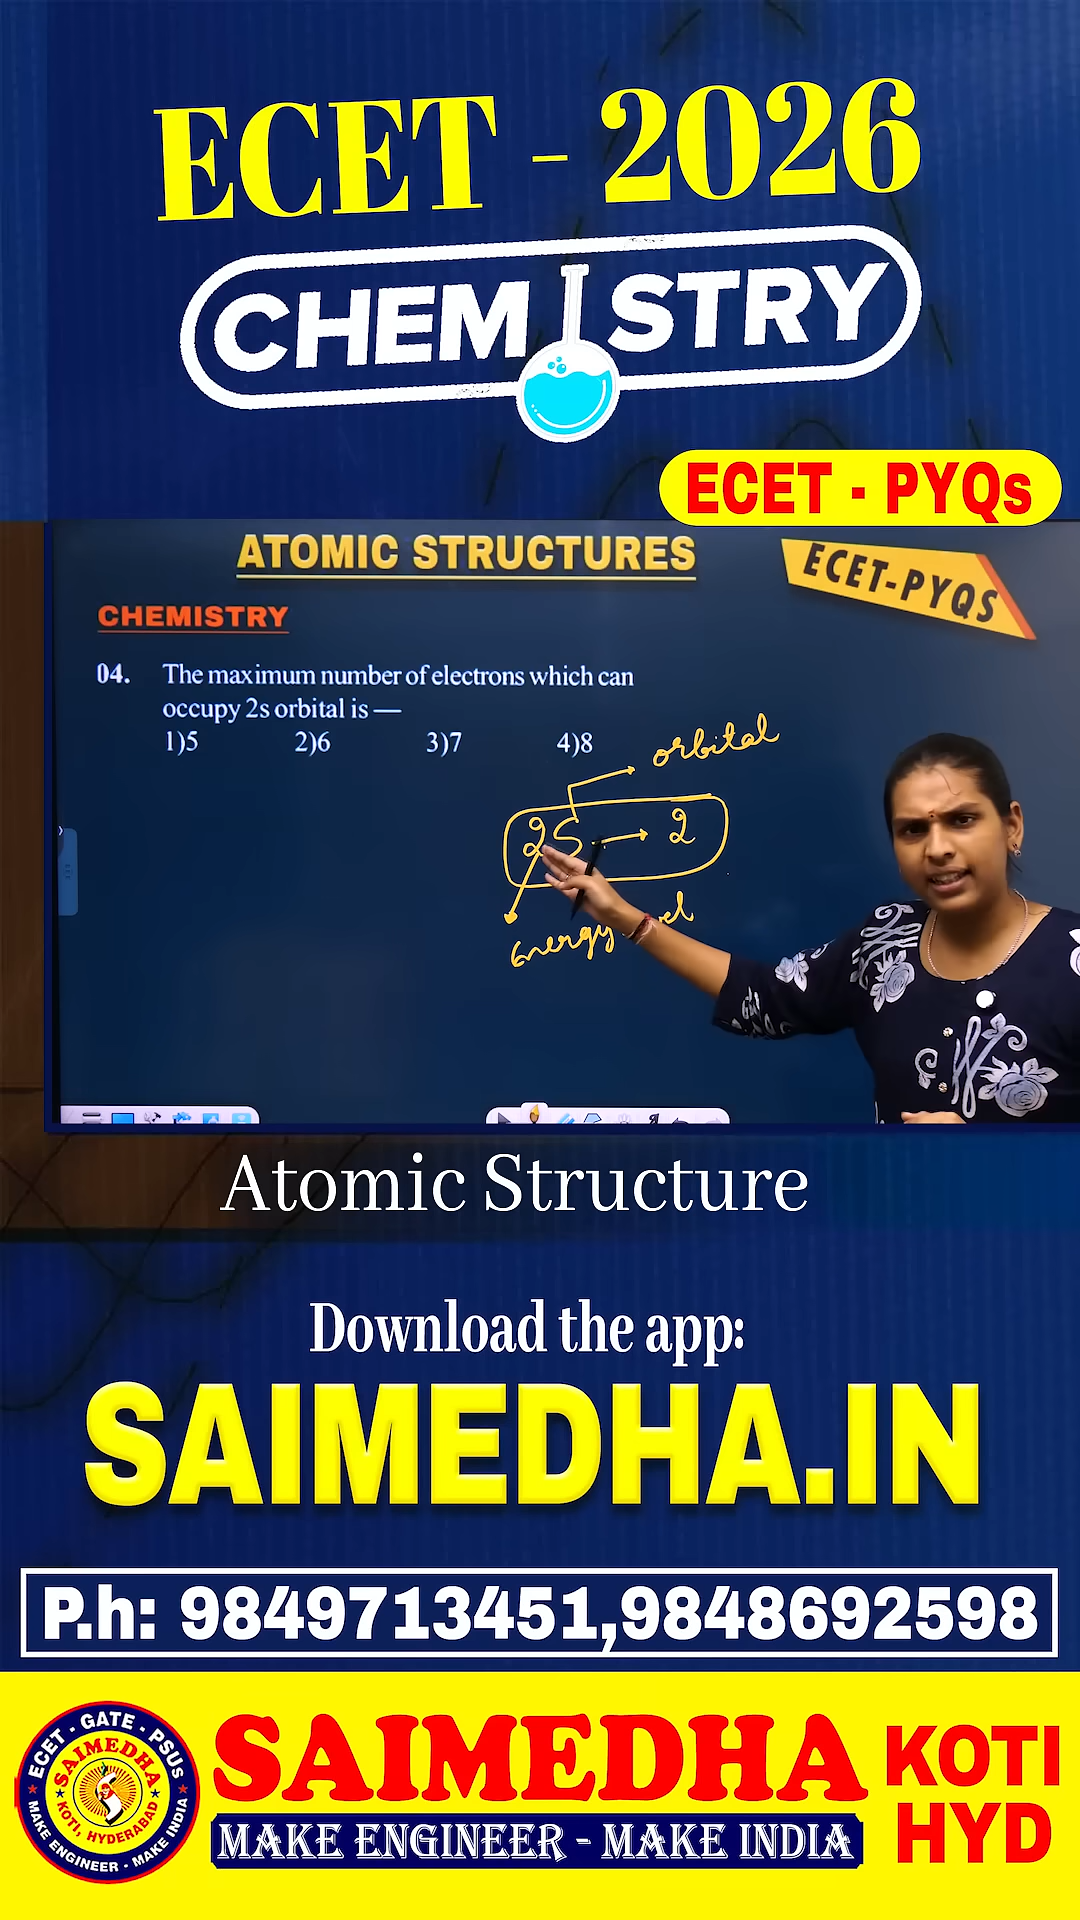 ECET - 2026
CHEMISTRY
ECET - PYQs
ATOMIC STRUCTURES
ECET-PYQS
CHEMISTRY
04. The maximum number of electrons which can
occupy 2s orbital is —
1)5 2)6 3)7 4)8
orbital
2S → 2
Energy
Atomic Structure
Download the app:
SAIMEDHA.IN
P.h: 9849713451,9848692598
ECET - GATE - PSUS
SAIMEDHA
KOTI, HYDERABAD
MAKE ENGINEER - MAKE INDIA
SAIMEDHA
MAKE ENGINEER - MAKE INDIA
KOTI
HYD